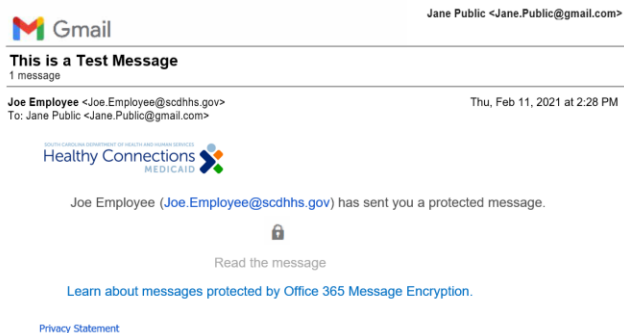 Jane Public <Jane.Public@gmail.com>
Gmail
This is a Test Message
1 message
Joe Employee <Joe.Employee@scdhhs.gov>
To: Jane Public <Jane.Public@gmail.com>
Thu, Feb 11, 2021 at 2:28 PM
SOUTH CAROLINA DEPARTMENT OF HEALTH AND HUMAN SERVICES
Healthy Connections
MEDICAID
Joe Employee (Joe.Employee@scdhhs.gov) has sent you a protected message.
Read the message
Learn about messages protected by Office 365 Message Encryption.
Privacy Statement